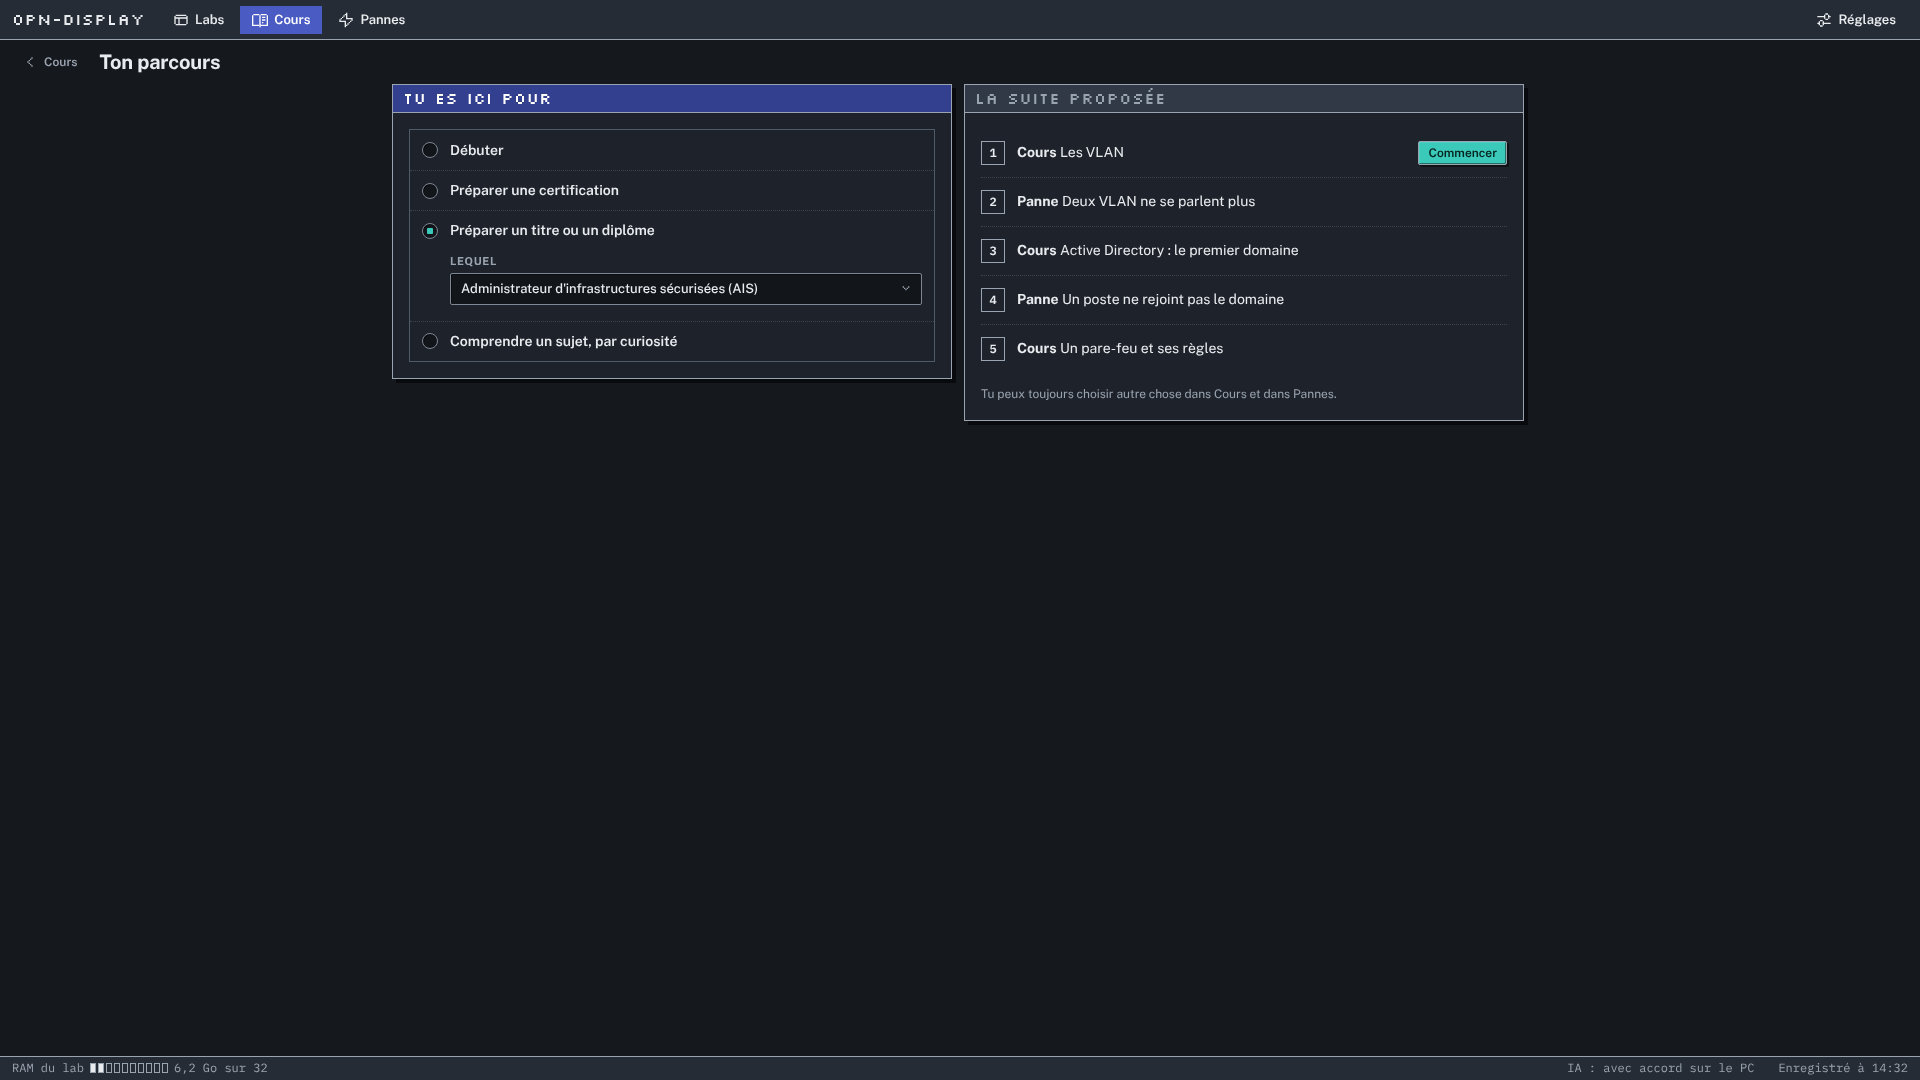 OPN-DISPLAY
Labs
Cours
Pannes
Réglages
Cours
Ton parcours
TU ES ICI POUR
Débuter
Préparer une certification
Préparer un titre ou un diplôme
LEQUEL
Administrateur d'infrastructures sécurisées (AIS)
Comprendre un sujet, par curiosité
LA SUITE PROPOSÉE
1 Cours Les VLAN
Commencer
2 Panne Deux VLAN ne se parlent plus
3 Cours Active Directory : le premier domaine
4 Panne Un poste ne rejoint pas le domaine
5 Cours Un pare-feu et ses règles
Tu peux toujours choisir autre chose dans Cours et dans Pannes.
RAM du lab 6,2 Go sur 32
IA : avec accord sur le PC
Enregistré à 14:32